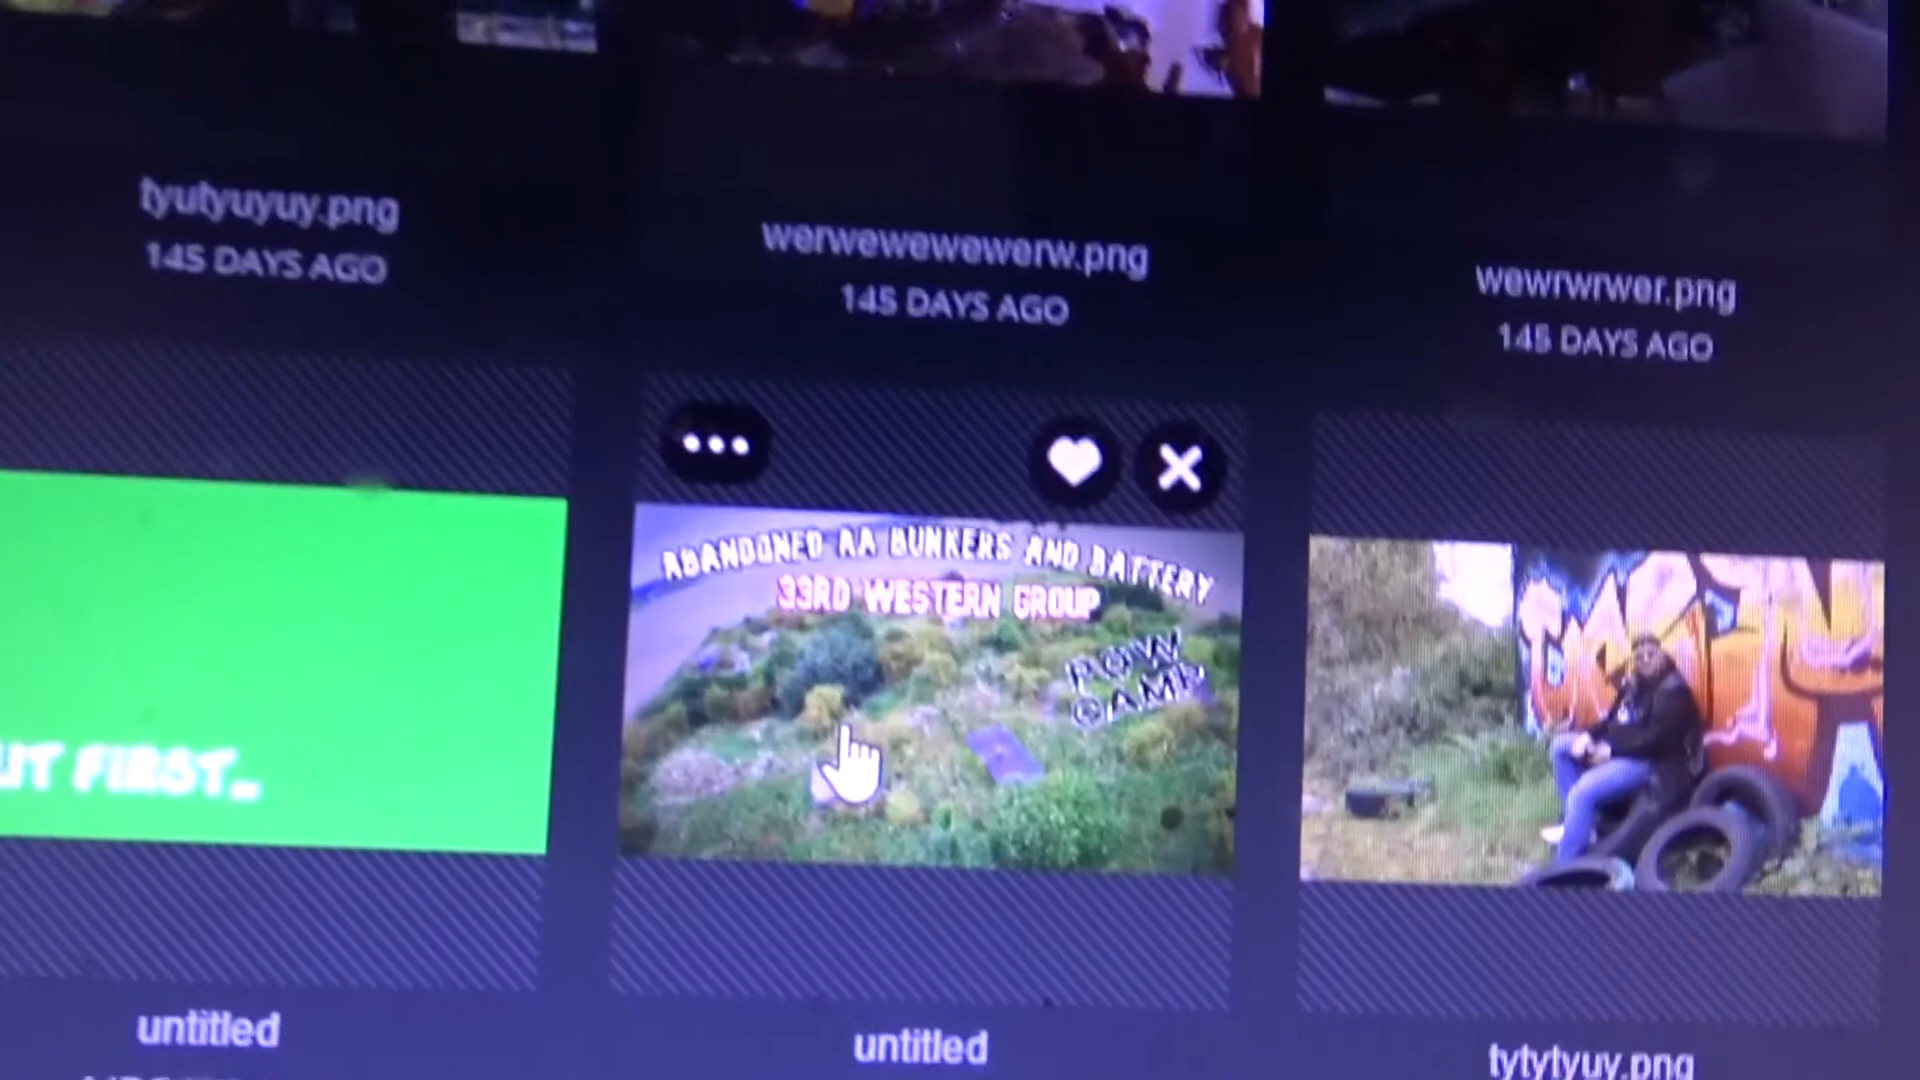 tyutyuyuy.png
145 DAYS AGO
werwewewewerw.png
145 DAYS AGO
wewrwrwer.png
145 DAYS AGO
UT FIRST..
ABANDONED AA BUNKERS AND BATTERY
33RD WESTERN GROUP
POW
CAMP
untitled
untitled
tytytyuy.png